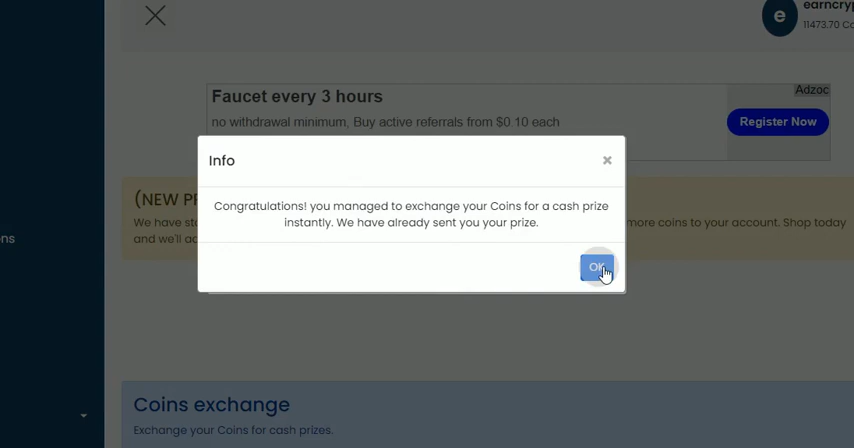 earncryp
e
11473.70 Co
Adzoc
Faucet every 3 hours
no withdrawal minimum, Buy active referrals from $0.10 each
Register Now
Info
×
(NEW PR
Congratulations! you managed to exchange your Coins for a cash prize
instantly. We have already sent you your prize.
We have sta
more coins to your account. Shop today
and we'll ad
ns
OK
Coins exchange
Exchange your Coins for cash prizes.